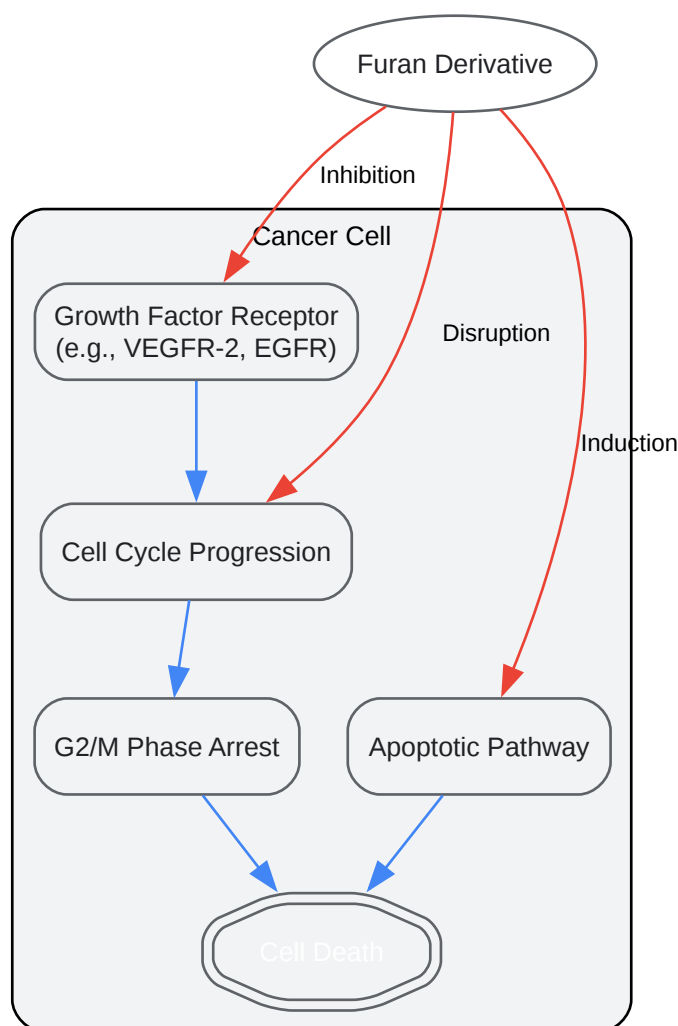 Furan Derivative
Inhibition
Cancer Cell
Growth Factor Receptor
(e.g., VEGFR-2, EGFR)
Disruption
Induction
Cell Cycle Progression
G2/M Phase Arrest
Apoptotic Pathway
Cell Death